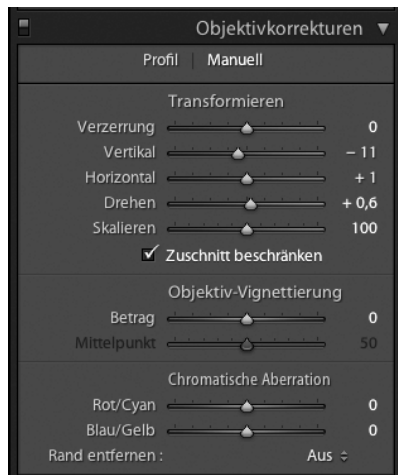 Objektivkorrekturen
Profil | Manuell
Transformieren
Verzerrung 0
Vertikal – 11
Horizontal + 1
Drehen + 0,6
Skalieren 100
Zuschnitt beschränken
Objektiv-Vignettierung
Betrag 0
Mittelpunkt 50
Chromatische Aberration
Rot/Cyan 0
Blau/Gelb 0
Rand entfernen : Aus